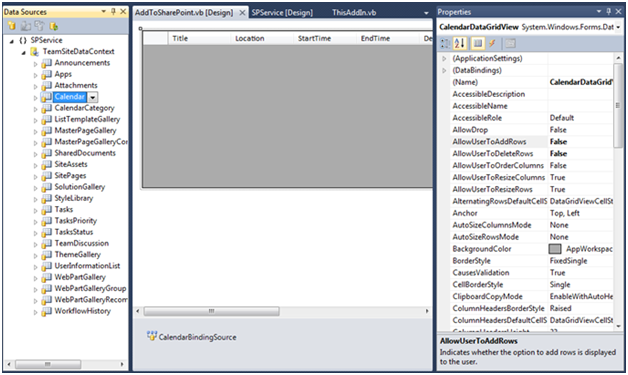 Data Sources
SPService
TeamSiteDataContext
Announcements
Apps
Attachments
Calendar
CalendarCategory
ListTemplateGallery
MasterPageGallery
MasterPageGalleryCon
SharedDocuments
SiteAssets
SitePages
SolutionGallery
StyleLibrary
Tasks
TasksPriority
TasksStatus
TeamDiscussion
ThemeGallery
UserInformationList
WebPartGallery
WebPartGalleryGroup
WebPartGalleryRecom
WorkflowHistory
AddToSharePoint.vb [Design] SPService [Design] ThisAddIn.vb
Title Location StartTime EndTime De
CalendarBindingSource
Properties
CalendarDataGridView System.Windows.Forms.Dat
(ApplicationSettings)
(DataBindings)
(Name) CalendarDataGridV
AccessibleDescription
AccessibleName
AccessibleRole Default
AllowDrop False
AllowUserToAddRows False
AllowUserToDeleteRows False
AllowUserToOrderColumns False
AllowUserToResizeColumns True
AllowUserToResizeRows True
AlternatingRowsDefaultCellS DataGridViewCellSt
Anchor Top, Left
AutoSizeColumnsMode None
AutoSizeRowsMode None
BackgroundColor AppWorkspac
BorderStyle FixedSingle
CausesValidation True
CellBorderStyle Single
ClipboardCopyMode EnableWithAutoHe
ColumnHeadersBorderStyle Raised
ColumnHeadersDefaultCellS DataGridViewCellSt
AllowUserToAddRows
Indicates whether the option to add rows is displayed
to the user.